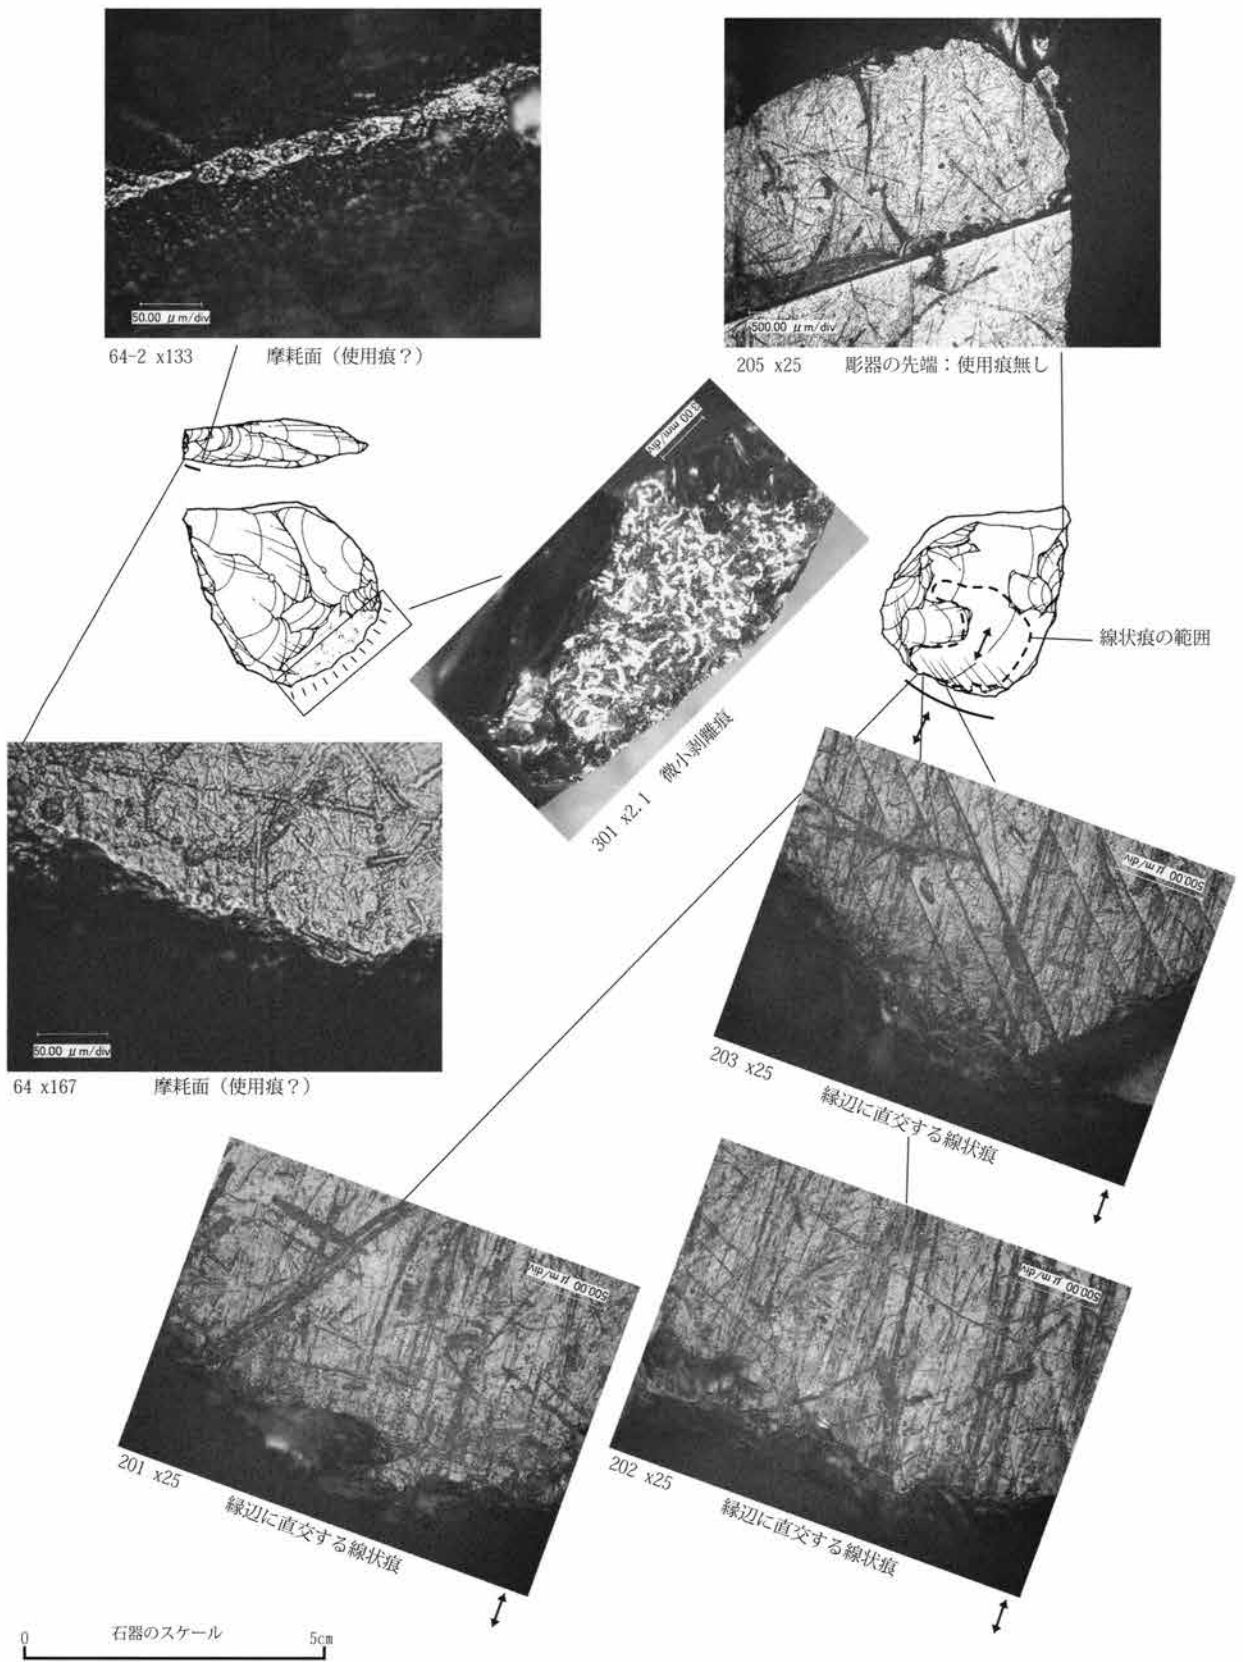 50.00 μm/div
64-2 x133 摩耗面（使用痕？）
500.00 μm/div
205 x25 彫器の先端：使用痕無し
3.00 mm/div
301 x2.1 微小剥離痕
線状痕の範囲
50.00 μm/div
64 x167 摩耗面（使用痕？）
500.00 μm/div
203 x25
縁辺に直交する線状痕
500.00 μm/div
201 x25
縁辺に直交する線状痕
500.00 μm/div
202 x25
縁辺に直交する線状痕
0 石器のスケール 5cm